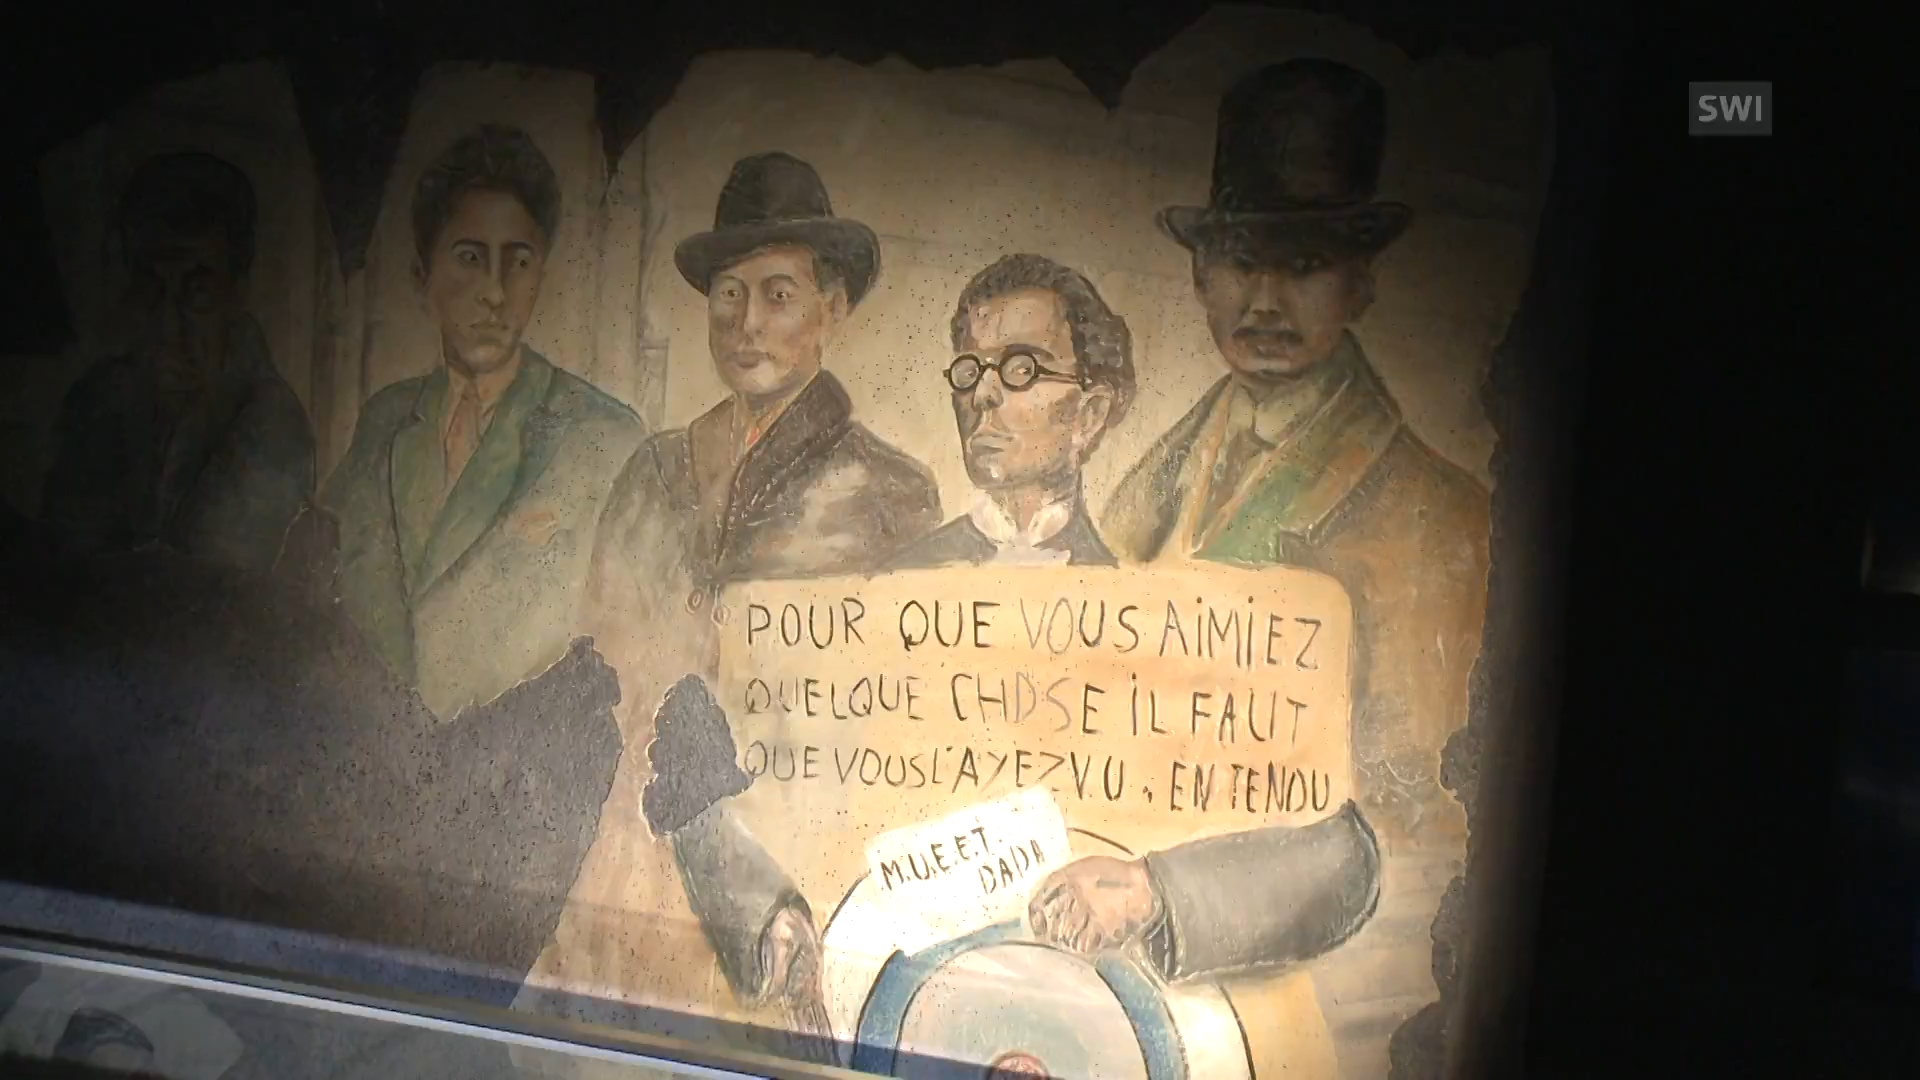 SWI
POUR QUE VOUS AIMIEZ
QUELQUE CHOSE IL FAUT
QUE VOUS L'AYEZ VU, ENTENDU
M.U.E.E.T.
DADA